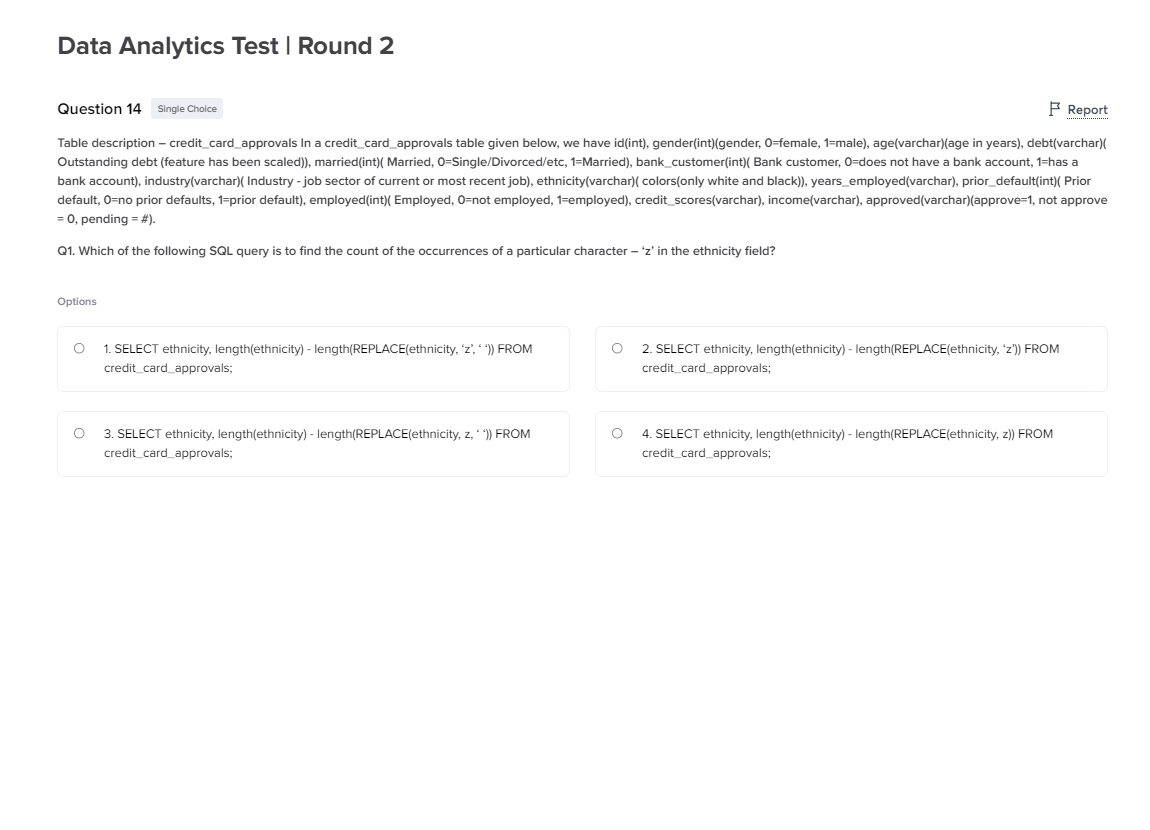 Data Analytics Test | Round 2
Question 14 Single Choice Report
Table description – credit_card_approvals In a credit_card_approvals table given below, we have id(int), gender(int)(gender, 0=female, 1=male), age(varchar)(age in years), debt(varchar)(
Outstanding debt (feature has been scaled)), married(int)( Married, 0=Single/Divorced/etc, 1=Married), bank_customer(int)( Bank customer, 0=does not have a bank account, 1=has a
bank account), industry(varchar)( Industry - job sector of current or most recent job), ethnicity(varchar)( colors(only white and black)), years_employed(varchar), prior_default(int)( Prior
default, 0=no prior defaults, 1=prior default), employed(int)( Employed, 0=not employed, 1=employed), credit_scores(varchar), income(varchar), approved(varchar)(approve=1, not approve
= 0, pending = #).
Q1. Which of the following SQL query is to find the count of the occurrences of a particular character – ‘z’ in the ethnicity field?
Options
1. SELECT ethnicity, length(ethnicity) - length(REPLACE(ethnicity, ‘z’, ‘ ‘)) FROM
credit_card_approvals;
2. SELECT ethnicity, length(ethnicity) - length(REPLACE(ethnicity, ‘z’)) FROM
credit_card_approvals;
3. SELECT ethnicity, length(ethnicity) - length(REPLACE(ethnicity, z, ‘ ‘)) FROM
credit_card_approvals;
4. SELECT ethnicity, length(ethnicity) - length(REPLACE(ethnicity, z)) FROM
credit_card_approvals;